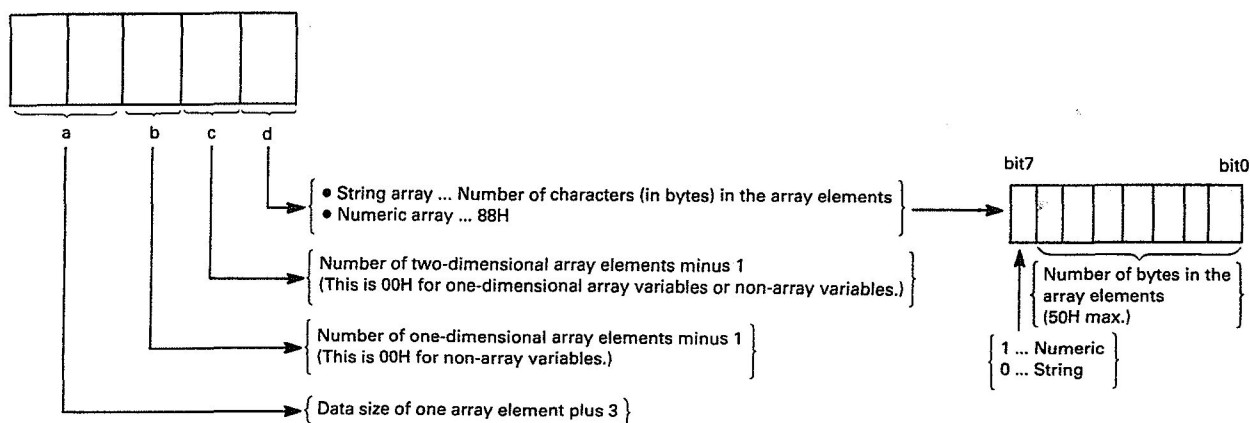 a b c d
● String array ... Number of characters (in bytes) in the array elements
● Numeric array ... 88H
bit7 bit0
Number of two-dimensional array elements minus 1
(This is 00H for one-dimensional array variables or non-array variables.)
Number of bytes in the
array elements
(50H max.)
Number of one-dimensional array elements minus 1
(This is 00H for non-array variables.)
1 ... Numeric
0 ... String
Data size of one array element plus 3